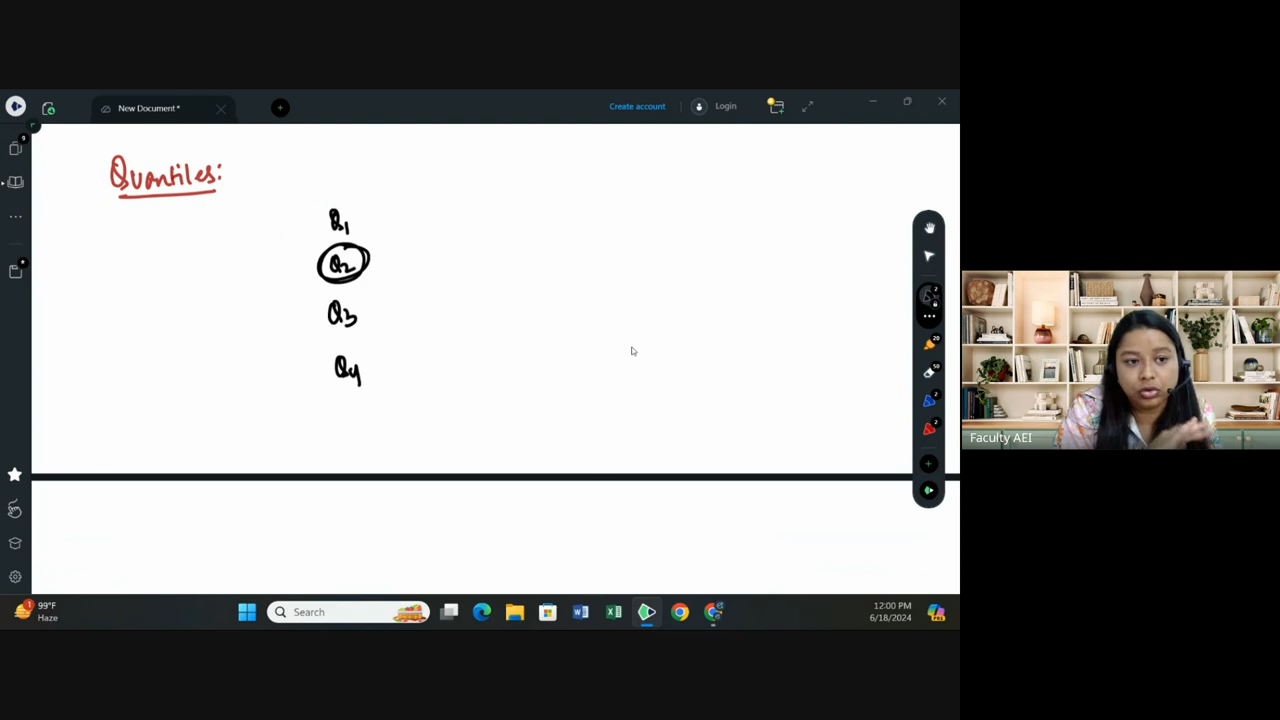 New Document*
Create account
Login
Quantiles:
Q1
Q2
Q3
Q4
Faculty AEI
99°F
Haze
Search
12:00 PM
6/18/2024